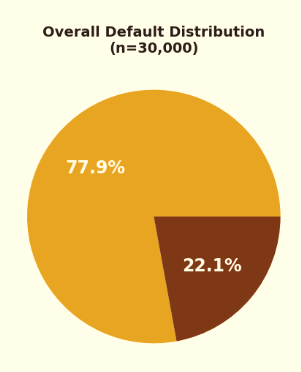 Overall Default Distribution
(n=30,000)
77.9%
22.1%